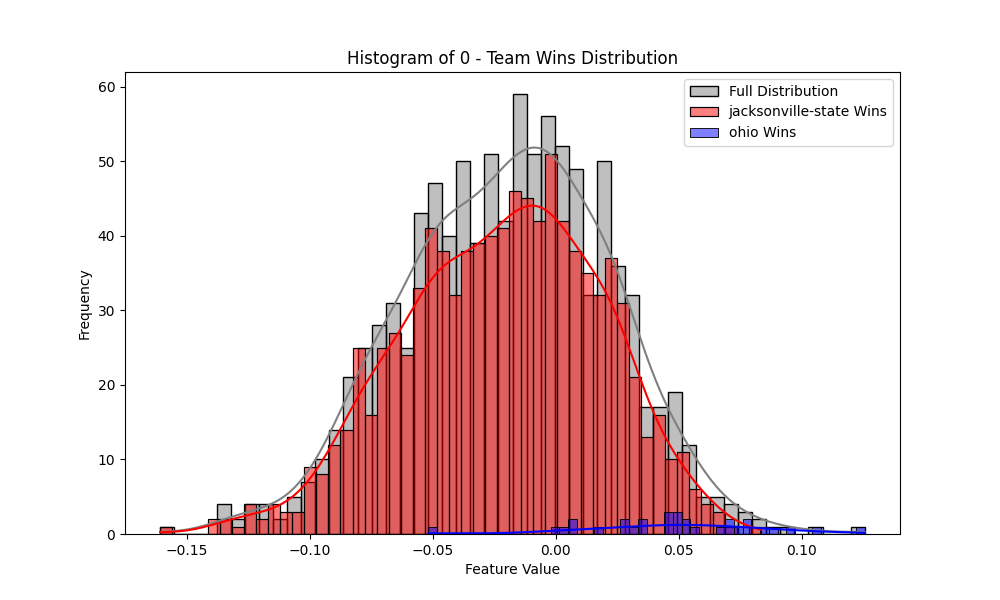 Histogram of 0 - Team Wins Distribution
Full Distribution
jacksonville-state Wins
ohio Wins
60
50
40
30
20
10
0
Frequency
−0.15 −0.10 −0.05 0.00 0.05 0.10
Feature Value